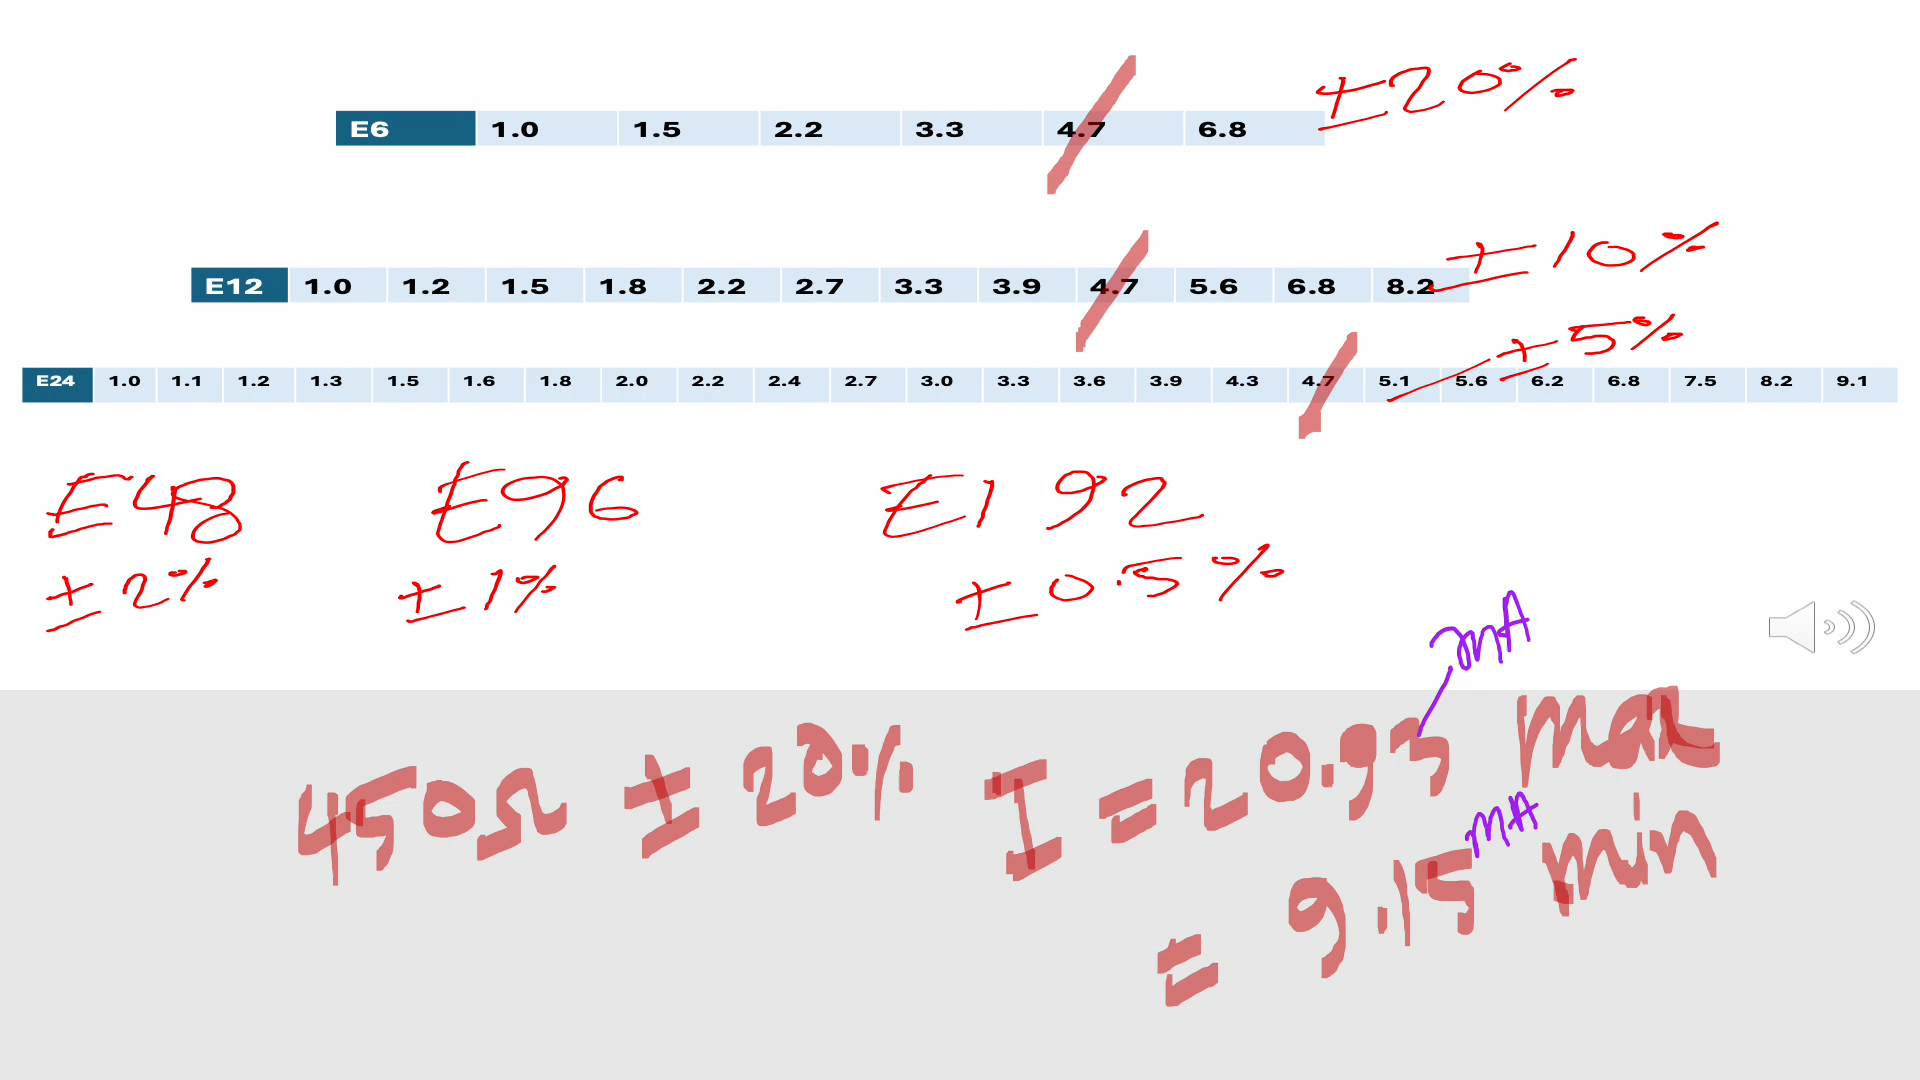 ±20%
E6 1.0 1.5 2.2 3.3 4.7 6.8
±10%
E12 1.0 1.2 1.5 1.8 2.2 2.7 3.3 3.9 4.7 5.6 6.8 8.2
±5%
E24 1.0 1.1 1.2 1.3 1.5 1.6 1.8 2.0 2.2 2.4 2.7 3.0 3.3 3.6 3.9 4.3 4.7 5.1 5.6 6.2 6.8 7.5 8.2 9.1
E48 E96 E192
±2% ±1% ±0.5%
mA
450Ω ± 20% I = 20.93 max
mA
= 9.15 min